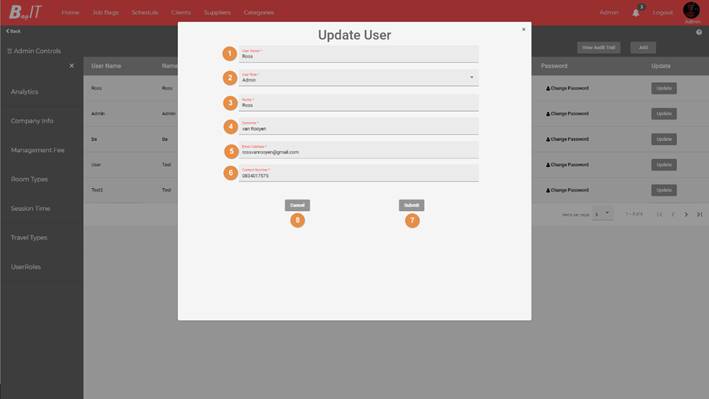 BagIT
Home Job Bags Schedule Clients Suppliers Categories Admin 3 Logout
Admin
Back
Admin Controls
View Audit Trail Add
User Name Name Password Update
Analytics
Company Info
Management Fee
Room Types
Session Time
Travel Types
UserRoles
Ross Ross Change Password Update
Admin Admin Change Password Update
Da Da Change Password Update
User Test Change Password Update
Test3 Test Change Password Update
Items per page: 5 1 – 5 of 6
Update User
1 User Name *
Ross
2 User Role *
Admin
3 Name *
Ross
4 Surname *
van Rooyen
5 Email Address *
rossvanrooyen@gmail.com
6 Contact Number *
0834017575
Cancel Submit
8 7